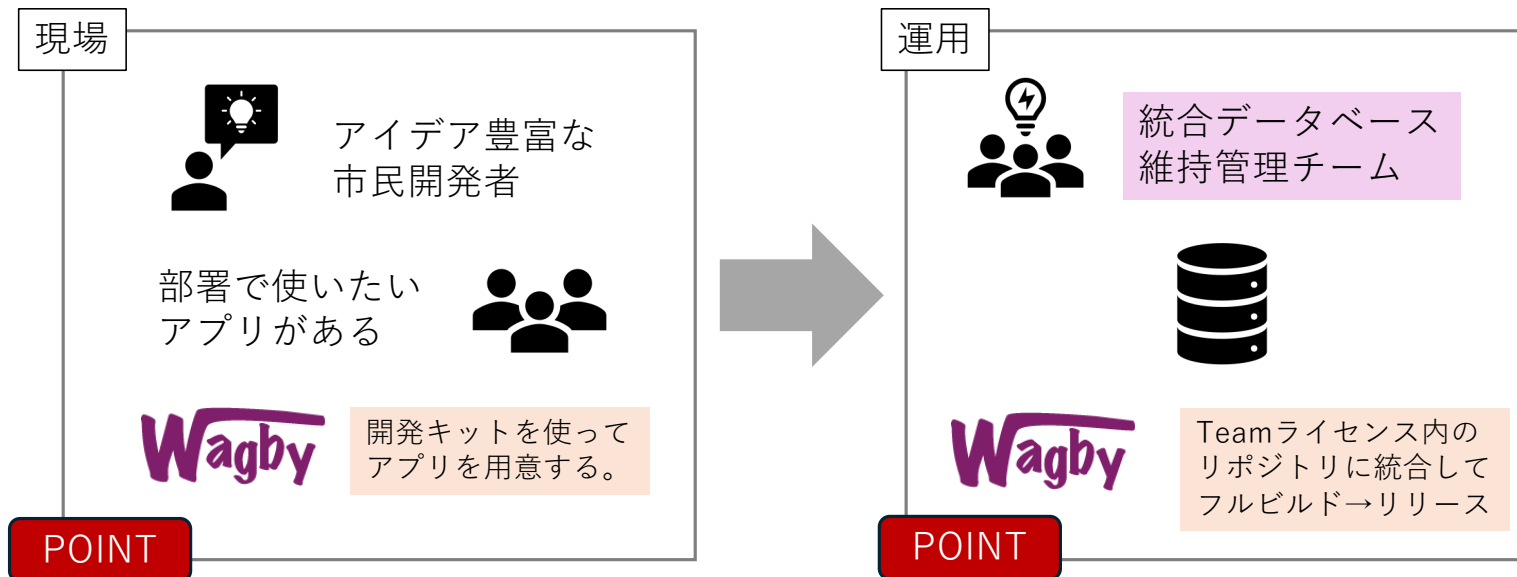 現場
アイデア豊富な
市民開発者
部署で使いたい
アプリがある
Wagby
開発キットを使って
アプリを用意する。
POINT
運用
統合データベース
維持管理チーム
Wagby
Teamライセンス内の
リポジトリに統合して
フルビルド→リリース
POINT